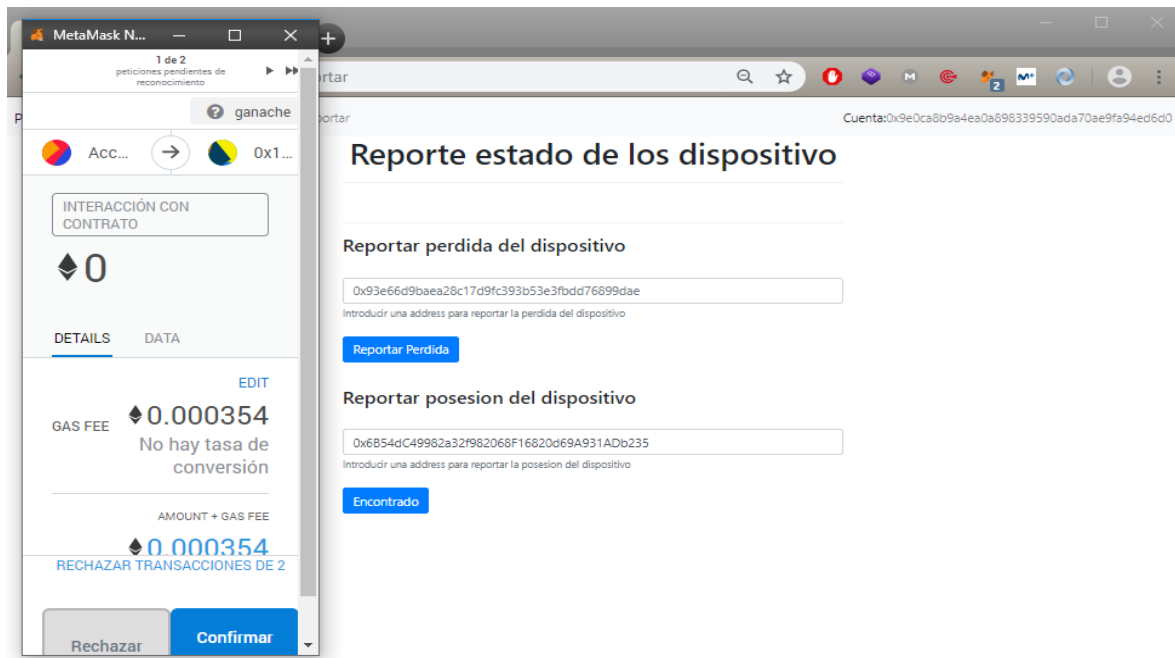 MetaMask N...
1 de 2
peticiones pendientes de
reconocimiento
ganache
Acc...
0x1...
INTERACCIÓN CON
CONTRATO
0
DETAILS
DATA
EDIT
GAS FEE
0.000354
No hay tasa de
conversión
AMOUNT + GAS FEE
0.000354
RECHAZAR TRANSACCIONES DE 2
Rechazar
Confirmar
rtar
2
P
portar
Cuenta:0x9e0ca8b9a4ea0a898339590ada70ae9fa94ed6d0
Reporte estado de los dispositivo
Reportar perdida del dispositivo
0x93e66d9baea28c17d9fc393b53e3fbdd76899dae
Introducir una address para reportar la perdida del dispositivo
Reportar Perdida
Reportar posesion del dispositivo
0x6B54dC49982a32f982068F16820d69A931ADb235
Introducir una address para reportar la posesion del dispositivo
Encontrado